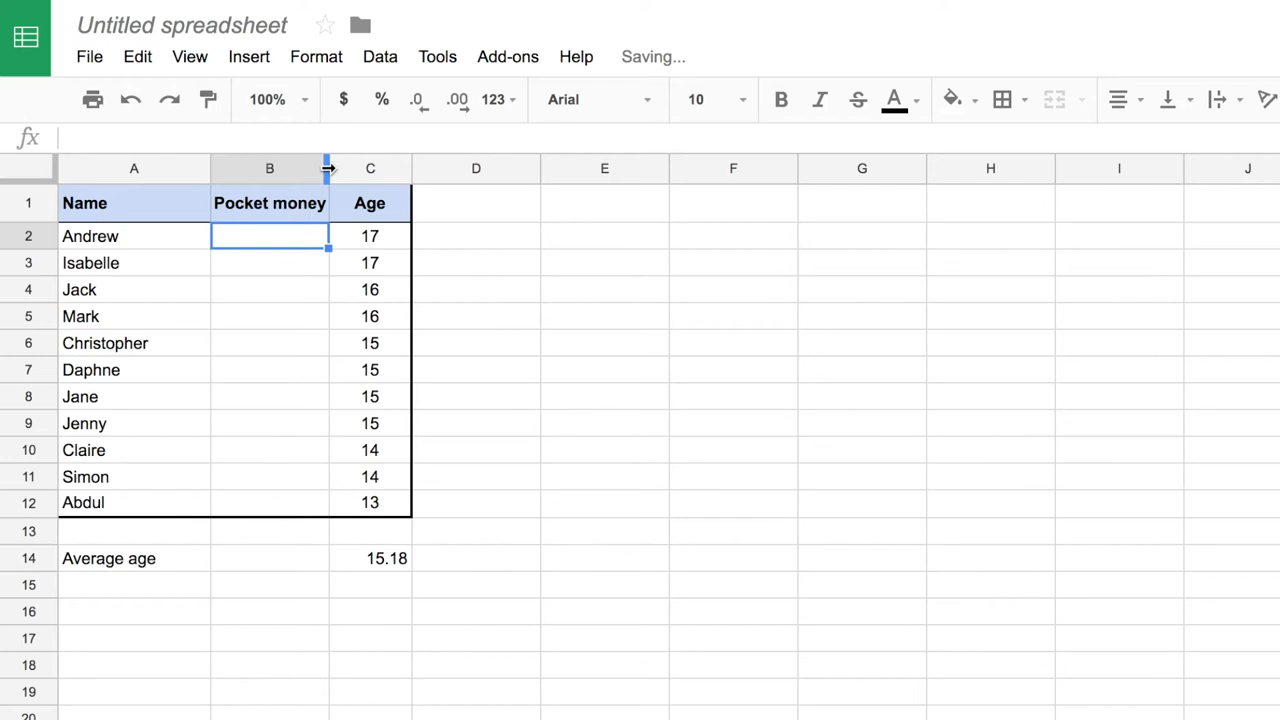 Untitled spreadsheet
File Edit View Insert Format Data Tools Add-ons Help Saving...
100% $ % .0 .00 123 Arial 10 B I S A
fx
A B C D E F G H I J
1 Name Pocket money Age
2 Andrew 17
3 Isabelle 17
4 Jack 16
5 Mark 16
6 Christopher 15
7 Daphne 15
8 Jane 15
9 Jenny 15
10 Claire 14
11 Simon 14
12 Abdul 13
13
14 Average age 15.18
15
16
17
18
19
20